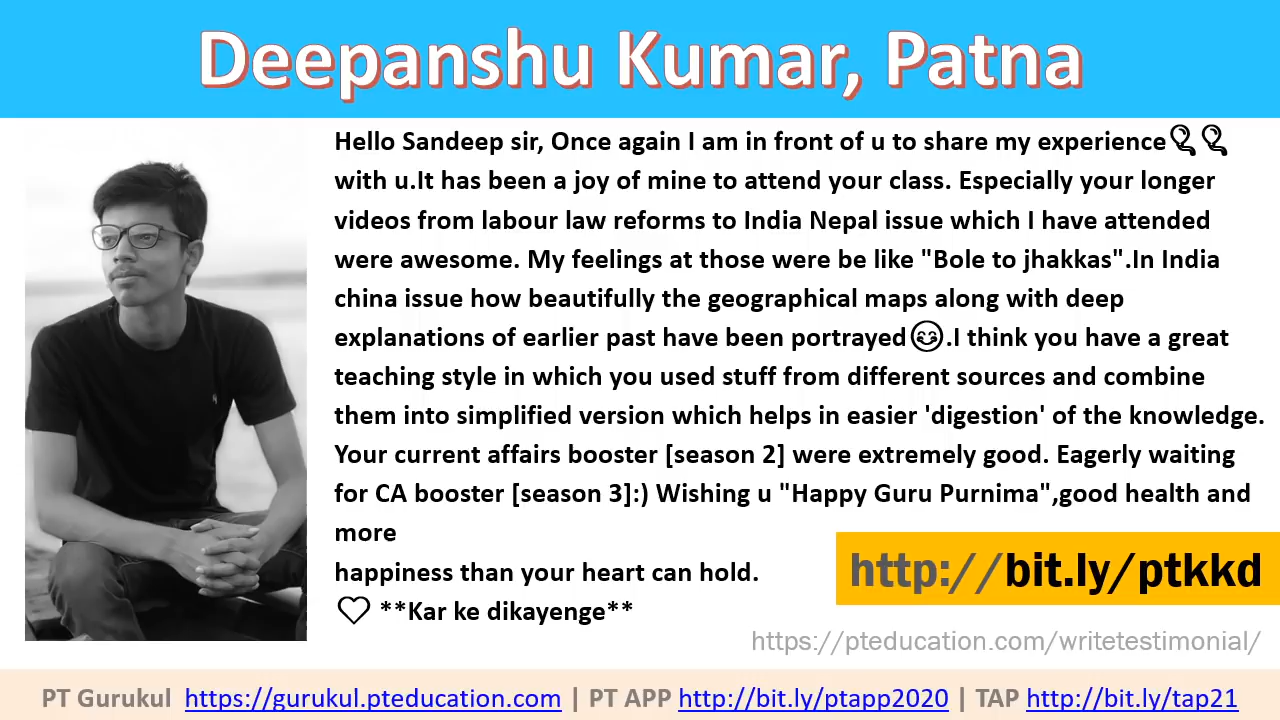 Deepanshu Kumar, Patna
Hello Sandeep sir, Once again I am in front of u to share my experience🎈🎈
with u.It has been a joy of mine to attend your class. Especially your longer
videos from labour law reforms to India Nepal issue which I have attended
were awesome. My feelings at those were be like "Bole to jhakkas".In India
china issue how beautifully the geographical maps along with deep
explanations of earlier past have been portrayed😊.I think you have a great
teaching style in which you used stuff from different sources and combine
them into simplified version which helps in easier 'digestion' of the knowledge.
Your current affairs booster [season 2] were extremely good. Eagerly waiting
for CA booster [season 3]:) Wishing u "Happy Guru Purnima",good health and
more
happiness than your heart can hold.
♡ **Kar ke dikayenge**
http://bit.ly/ptkkd
https://pteducation.com/writetestimonial/
PT Gurukul https://gurukul.pteducation.com | PT APP http://bit.ly/ptapp2020 | TAP http://bit.ly/tap21